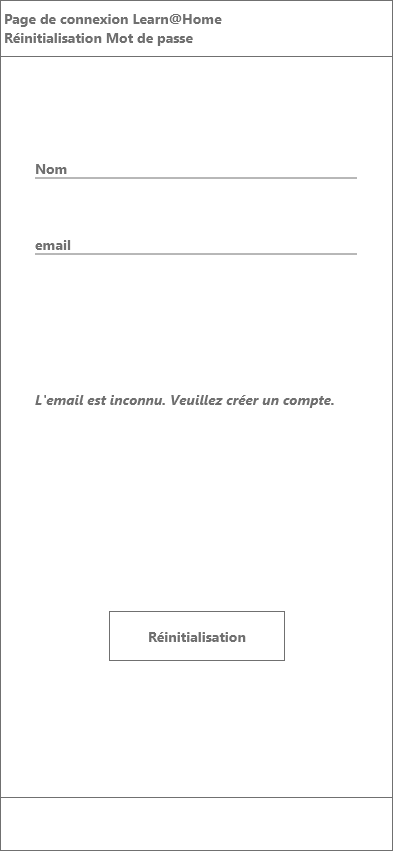 Page de connexion Learn@Home
Réinitialisation Mot de passe
Nom
email
L'email est inconnu. Veuillez créer un compte.
Réinitialisation